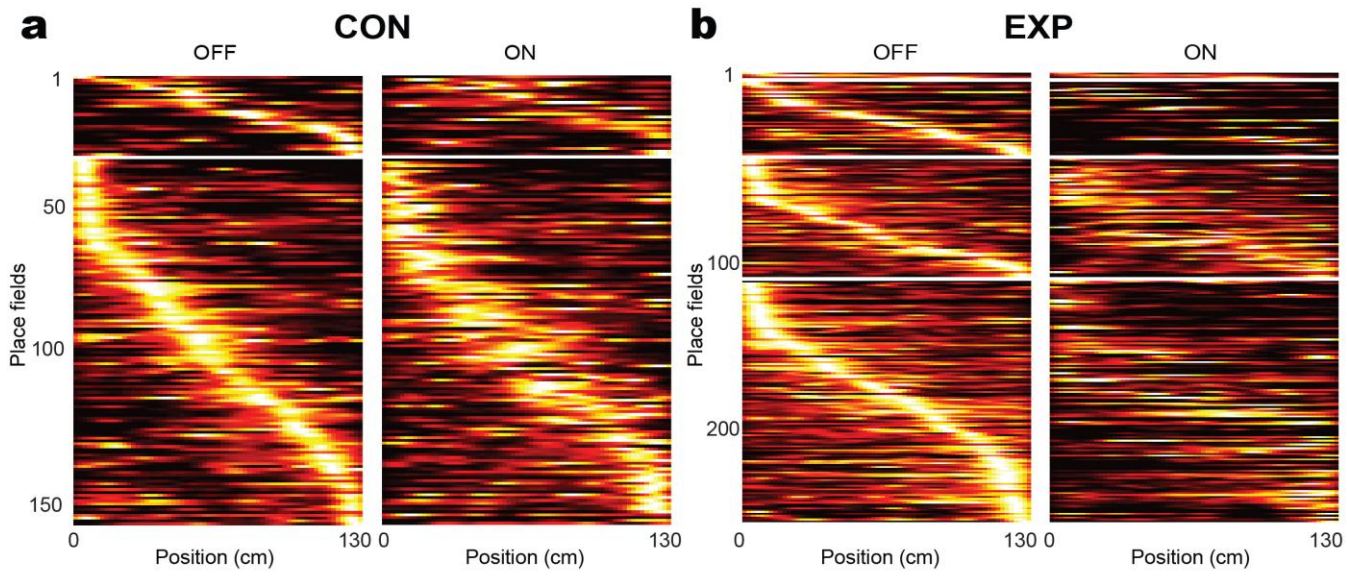 a CON
OFF ON
1
50
100
150
Place fields
0 130 0 130
Position (cm) Position (cm)
b EXP
OFF ON
1
100
200
Place fields
0 130 0 130
Position (cm) Position (cm)